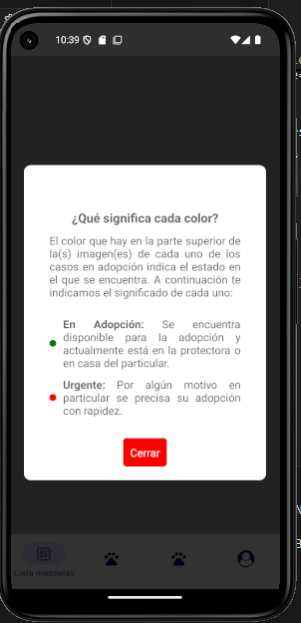 10:39
¿Qué significa cada color?
El color que hay en la parte superior de
la(s) imagen(es) de cada uno de los
casos en adopción indica el estado en
el que se encuentra. A continuación te
indicamos el significado de cada uno:
En Adopción: Se encuentra
disponible para la adopción y
actualmente está en la protectora o
en casa del particular.
Urgente: Por algún motivo en
particular se precisa su adopción
con rapidez.
Cerrar
Lista mascotas